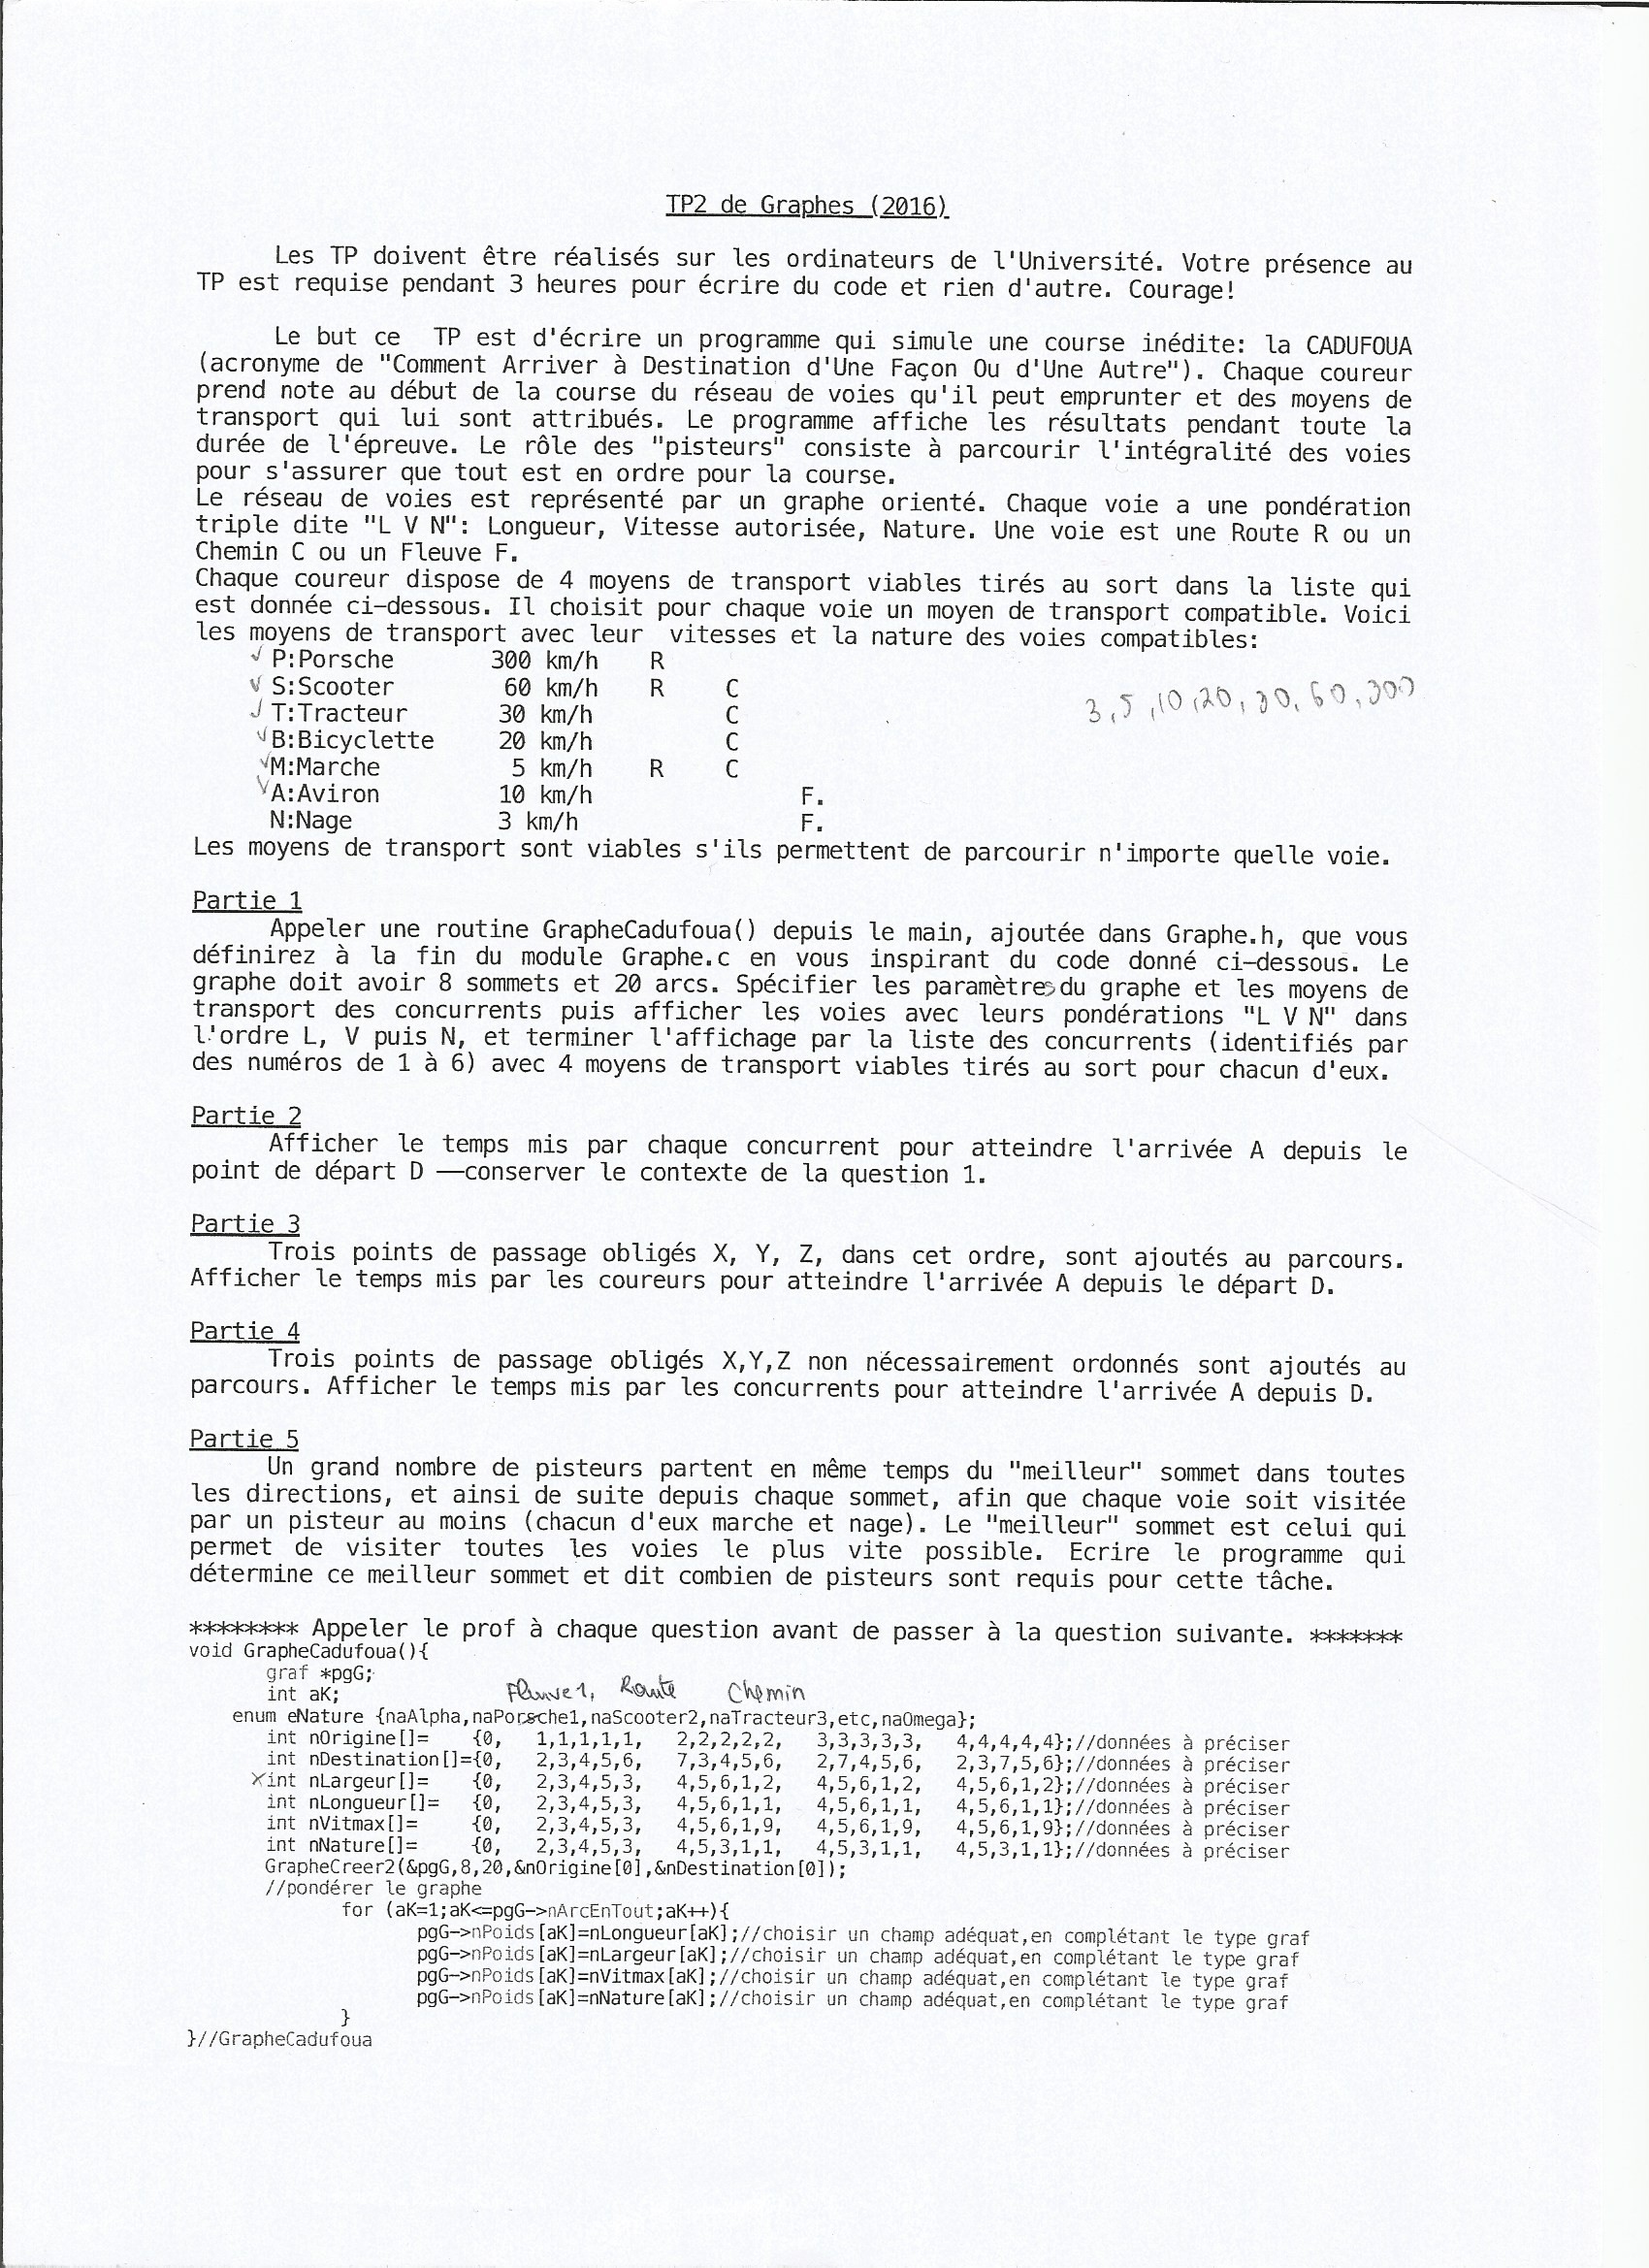 TP2 de Graphes (2016)
Les TP doivent être réalisés sur les ordinateurs de l'Université. Votre présence au
TP est requise pendant 3 heures pour écrire du code et rien d'autre. Courage!
Le but ce TP est d'écrire un programme qui simule une course inédite: la CADUFOUA
(acronyme de "Comment Arriver à Destination d'Une Façon Ou d'Une Autre"). Chaque coureur
prend note au début de la course du réseau de voies qu'il peut emprunter et des moyens de
transport qui lui sont attribués. Le programme affiche les résultats pendant toute la
durée de l'épreuve. Le rôle des "pisteurs" consiste à parcourir l'intégralité des voies
pour s'assurer que tout est en ordre pour la course.
Le réseau de voies est représenté par un graphe orienté. Chaque voie a une pondération
triple dite "L V N": Longueur, Vitesse autorisée, Nature. Une voie est une Route R ou un
Chemin C ou un Fleuve F.
Chaque coureur dispose de 4 moyens de transport viables tirés au sort dans la liste qui
est donnée ci-dessous. Il choisit pour chaque voie un moyen de transport compatible. Voici
les moyens de transport avec leur vitesses et la nature des voies compatibles:
P:Porsche 300 km/h R
S:Scooter 60 km/h R C
3,5,10,20,30,60,300
T:Tracteur 30 km/h C
B:Bicyclette 20 km/h C
M:Marche 5 km/h R C
A:Aviron 10 km/h F.
N:Nage 3 km/h F.
Les moyens de transport sont viables s'ils permettent de parcourir n'importe quelle voie.
Partie 1
Appeler une routine GrapheCadufoua() depuis le main, ajoutée dans Graphe.h, que vous
définirez à la fin du module Graphe.c en vous inspirant du code donné ci-dessous. Le
graphe doit avoir 8 sommets et 20 arcs. Spécifier les paramètres du graphe et les moyens de
transport des concurrents puis afficher les voies avec leurs pondérations "L V N" dans
l'ordre L, V puis N, et terminer l'affichage par la liste des concurrents (identifiés par
des numéros de 1 à 6) avec 4 moyens de transport viables tirés au sort pour chacun d'eux.
Partie 2
Afficher le temps mis par chaque concurrent pour atteindre l'arrivée A depuis le
point de départ D —conserver le contexte de la question 1.
Partie 3
Trois points de passage obligés X, Y, Z, dans cet ordre, sont ajoutés au parcours.
Afficher le temps mis par les coureurs pour atteindre l'arrivée A depuis le départ D.
Partie 4
Trois points de passage obligés X,Y,Z non nécessairement ordonnés sont ajoutés au
parcours. Afficher le temps mis par les concurrents pour atteindre l'arrivée A depuis D.
Partie 5
Un grand nombre de pisteurs partent en même temps du "meilleur" sommet dans toutes
les directions, et ainsi de suite depuis chaque sommet, afin que chaque voie soit visitée
par un pisteur au moins (chacun d'eux marche et nage). Le "meilleur" sommet est celui qui
permet de visiter toutes les voies le plus vite possible. Ecrire le programme qui
détermine ce meilleur sommet et dit combien de pisteurs sont requis pour cette tâche.
******** Appeler le prof à chaque question avant de passer à la question suivante. *******
void GrapheCadufoua(){
graf *pgG;
int aK;
Fleuve 1, Route Chemin
enum eNature {naAlpha,naPorsche1,naScooter2,naTracteur3,etc,naOmega};
int nOrigine[]= {0, 1,1,1,1,1, 2,2,2,2,2, 3,3,3,3,3, 4,4,4,4,4};//données à préciser
int nDestination[]={0, 2,3,4,5,6, 7,3,4,5,6, 2,7,4,5,6, 2,3,7,5,6};//données à préciser
int nLargeur[]= {0, 2,3,4,5,3, 4,5,6,1,2, 4,5,6,1,2, 4,5,6,1,2};//données à préciser
int nLongueur[]= {0, 2,3,4,5,3, 4,5,6,1,1, 4,5,6,1,1, 4,5,6,1,1};//données à préciser
int nVitmax[]= {0, 2,3,4,5,3, 4,5,6,1,9, 4,5,6,1,9, 4,5,6,1,9};//données à préciser
int nNature[]= {0, 2,3,4,5,3, 4,5,3,1,1, 4,5,3,1,1, 4,5,3,1,1};//données à préciser
GrapheCreer2(&pgG,8,20,&nOrigine[0],&nDestination[0]);
//pondérer le graphe
for (aK=1;aK<=pgG->nArcEnTout;aK++){
pgG->nPoids[aK]=nLongueur[aK];//choisir un champ adéquat,en complétant le type graf
pgG->nPoids[aK]=nLargeur[aK];//choisir un champ adéquat,en complétant le type graf
pgG->nPoids[aK]=nVitmax[aK];//choisir un champ adéquat,en complétant le type graf
pgG->nPoids[aK]=nNature[aK];//choisir un champ adéquat,en complétant le type graf
}
}//GrapheCadufoua